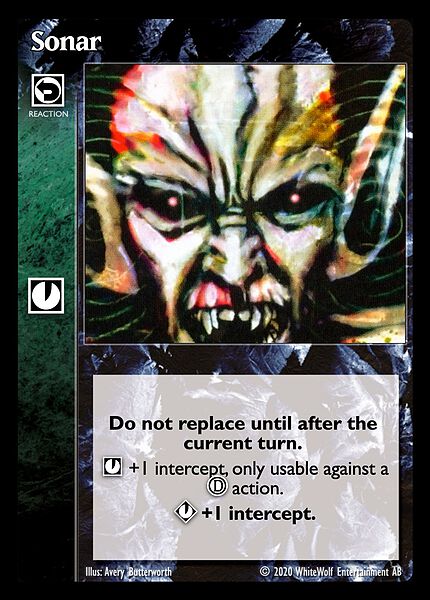 Sonar
REACTION
Do not replace until after the
current turn.
+1 intercept, only usable against a
D action.
+1 intercept.
Illus: Avery Butterworth © 2020 WhiteWolf Entertainment AB